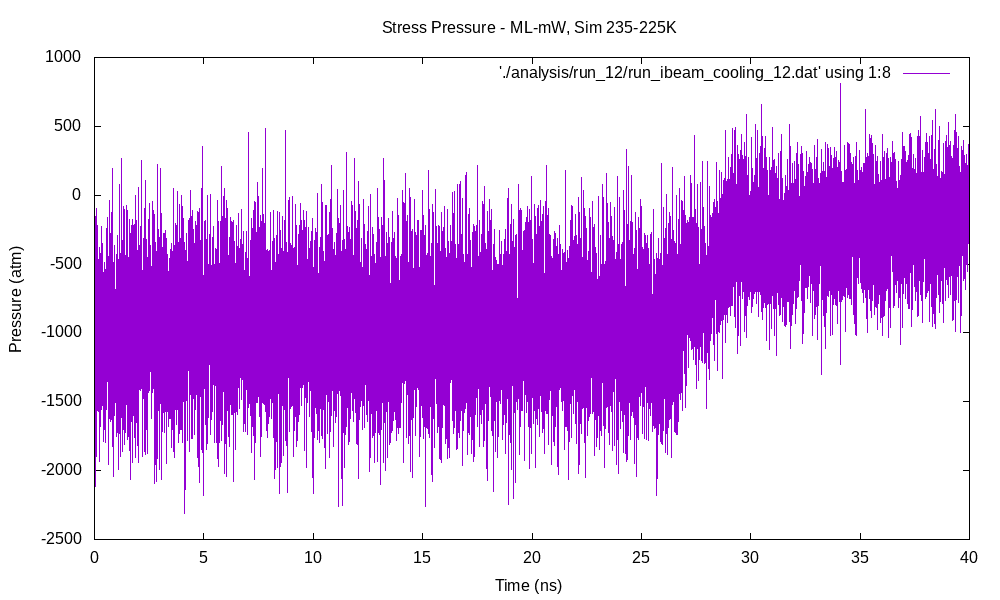 Stress Pressure - ML-mW, Sim 235-225K
'./analysis/run_12/run_ibeam_cooling_12.dat' using 1:8
1000
500
0
-500
-1000
-1500
-2000
-2500
Pressure (atm)
0 5 10 15 20 25 30 35 40
Time (ns)